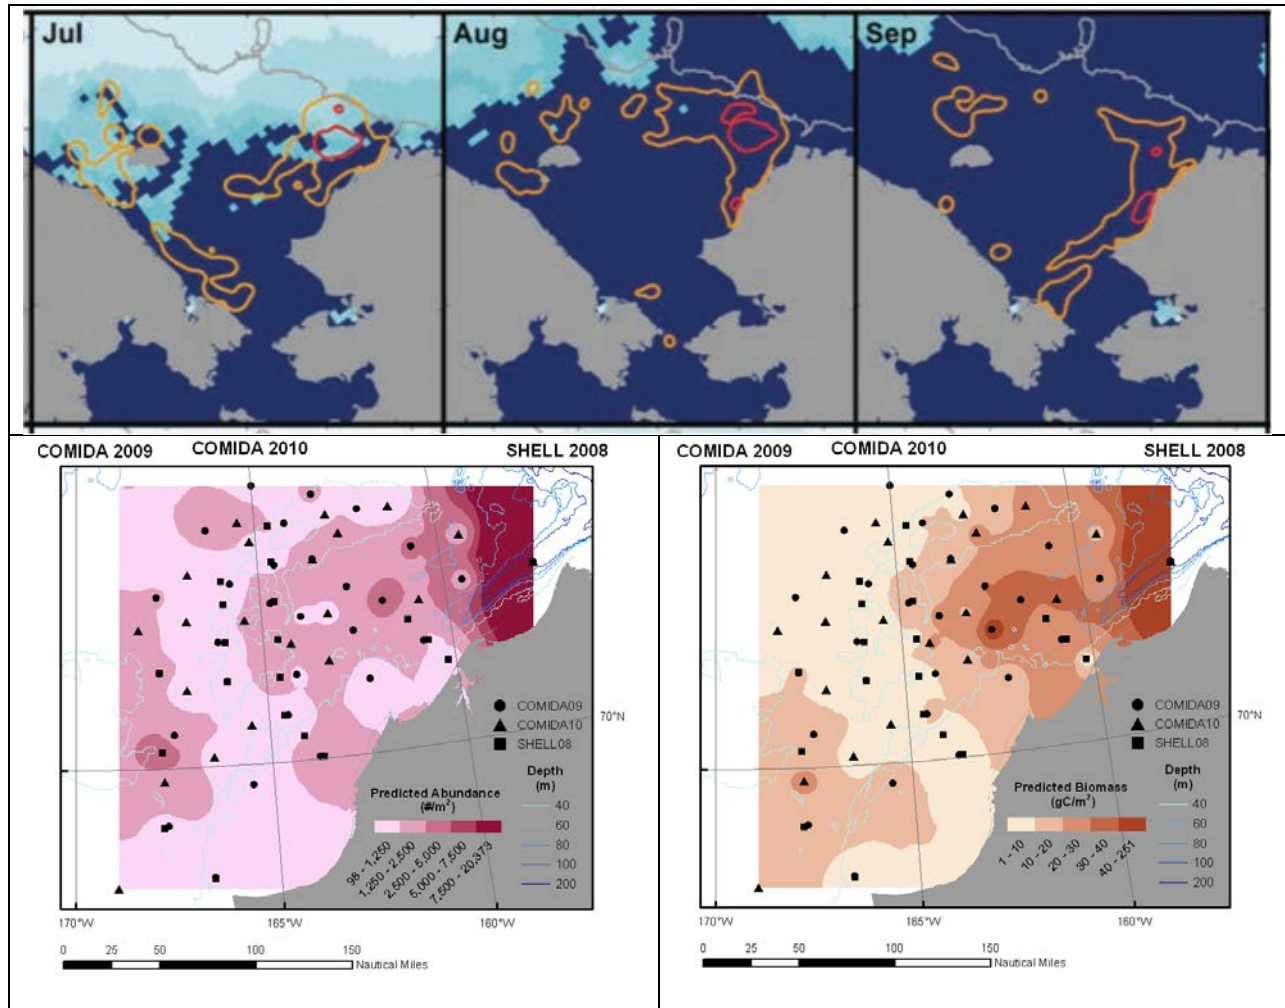 Jul
Aug
Sep
COMIDA 2009
COMIDA 2010
SHELL 2008
COMIDA09
COMIDA10
SHELL08
70°N
Depth
(m)
40
60
80
100
200
Predicted Abundance
(#/m²)
98 - 1,250
1,250 - 2,500
2,500 - 5,000
5,000 - 7,500
7,500 - 20,373
170°W
165°W
160°W
0 25 50 100 150
Nautical Miles
COMIDA 2009
COMIDA 2010
SHELL 2008
COMIDA09
COMIDA10
SHELL08
70°N
Depth
(m)
40
60
80
100
200
Predicted Biomass
(gC/m²)
1 - 10
10 - 20
20 - 30
30 - 40
40 - 251
170°W
165°W
160°W
0 25 50 100 150
Nautical Miles